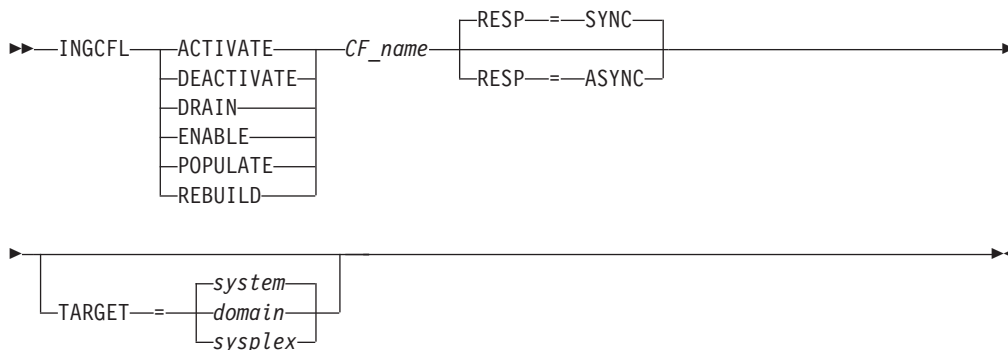 RESP = SYNC
INGCFL ACTIVATE CF_name
DEACTIVATE RESP = ASYNC
DRAIN
ENABLE
POPULATE
REBUILD
system
TARGET = domain
sysplex